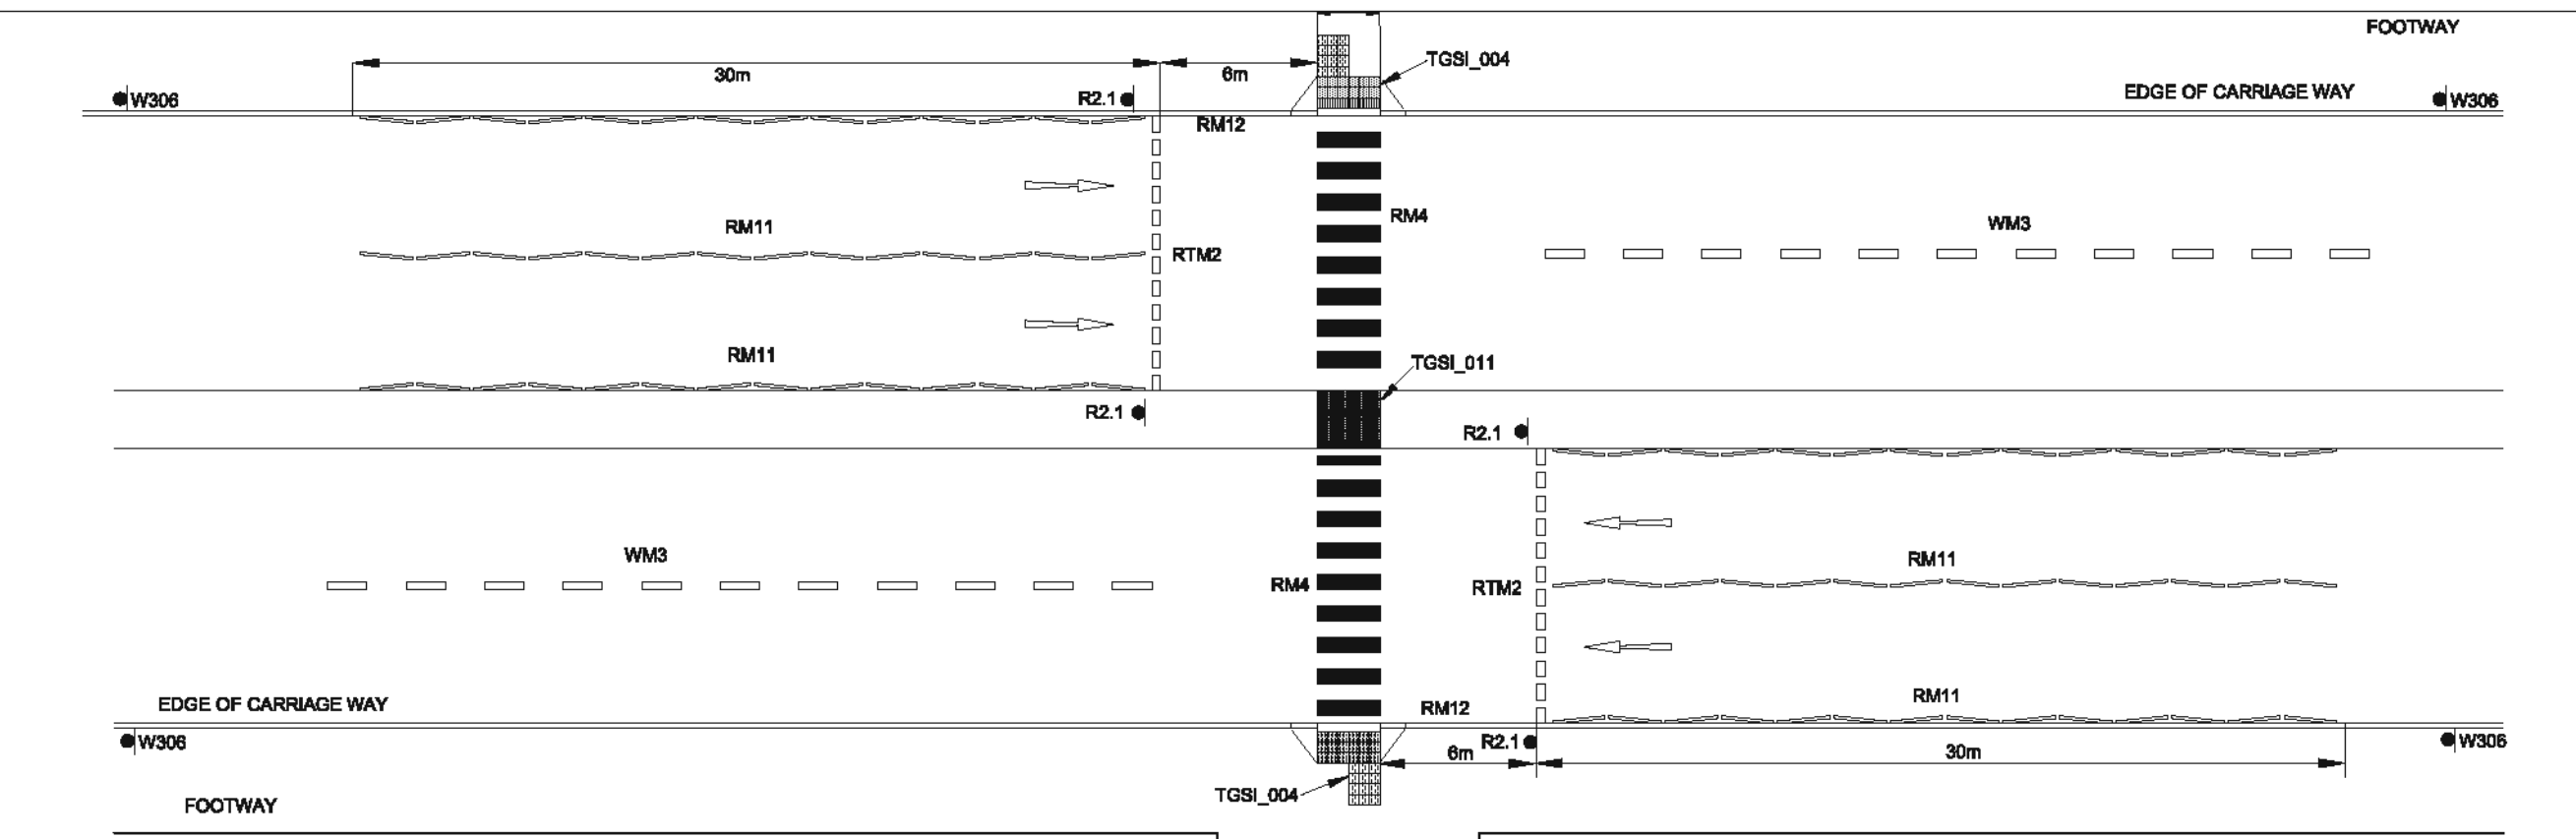 FOOTWAY
TGSI_004
30m
6m
EDGE OF CARRIAGE WAY
W306
R2.1
W306
RM12
RM4
WM3
RM11
RTM2
RM11
TGSI_011
R2.1
R2.1
WM3
RM11
RM4
RTM2
RM11
EDGE OF CARRIAGE WAY
RM12
W306
R2.1
W306
6m
30m
TGSI_004
FOOTWAY